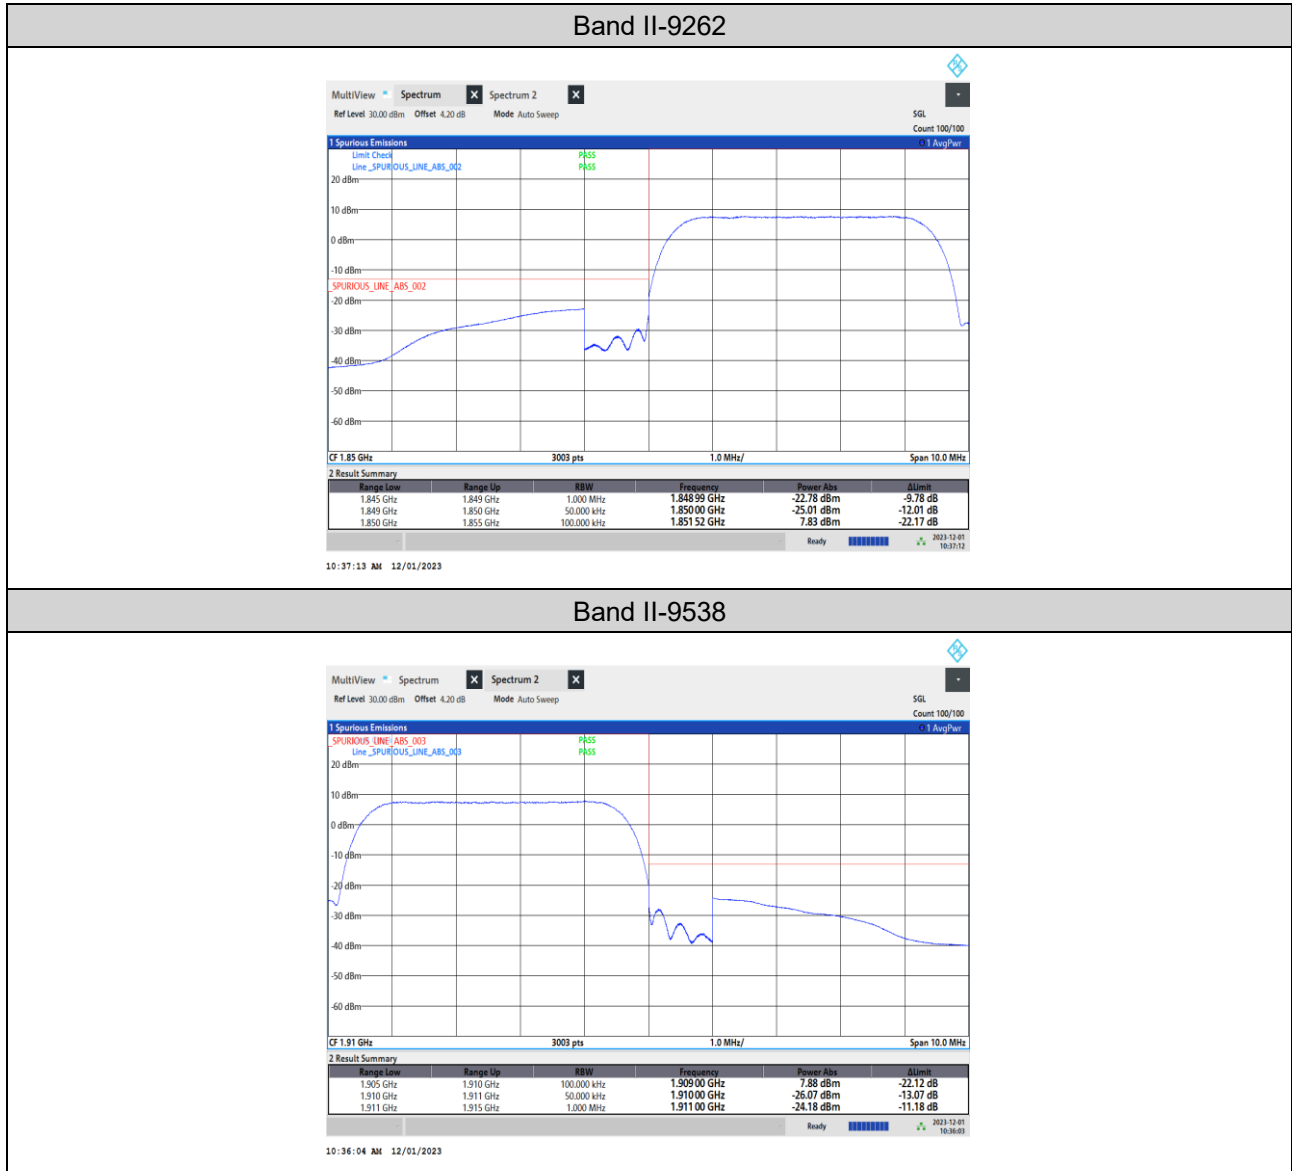 Band II-9262
MultiView Spectrum X Spectrum 2 X
Ref Level 30.00 dBm Offset 4.20 dB Mode Auto Sweep SGL
Count 100/100
1 Spurious Emissions 1 AvgPwr
Limit Check PASS
Line _SPURIOUS_LINE_ABS_002 PASS
20 dBm
10 dBm
0 dBm
-10 dBm
_SPURIOUS_LINE_ABS_002
-20 dBm
-30 dBm
-40 dBm
-50 dBm
-60 dBm
CF 1.85 GHz 3003 pts 1.0 MHz/ Span 10.0 MHz
2 Result Summary
Range Low Range Up RBW Frequency Power Abs ΔLimit
1.845 GHz 1.849 GHz 1.000 MHz 1.84899 GHz -22.78 dBm -9.78 dB
1.849 GHz 1.850 GHz 50.000 kHz 1.85000 GHz -25.01 dBm -12.01 dB
1.850 GHz 1.855 GHz 100.000 kHz 1.85152 GHz 7.83 dBm -22.17 dB
Ready 2023-12-01
10:37:12
10:37:13 AM 12/01/2023
Band II-9538
MultiView Spectrum X Spectrum 2 X
Ref Level 30.00 dBm Offset 4.20 dB Mode Auto Sweep SGL
Count 100/100
1 Spurious Emissions 1 AvgPwr
_SPURIOUS_LINE_ABS_003 PASS
Line _SPURIOUS_LINE_ABS_003 PASS
20 dBm
10 dBm
0 dBm
-10 dBm
-20 dBm
-30 dBm
-40 dBm
-50 dBm
-60 dBm
CF 1.91 GHz 3003 pts 1.0 MHz/ Span 10.0 MHz
2 Result Summary
Range Low Range Up RBW Frequency Power Abs ΔLimit
1.905 GHz 1.910 GHz 100.000 kHz 1.90900 GHz 7.88 dBm -22.12 dB
1.910 GHz 1.911 GHz 50.000 kHz 1.91000 GHz -26.07 dBm -13.07 dB
1.911 GHz 1.915 GHz 1.000 MHz 1.91100 GHz -24.18 dBm -11.18 dB
Ready 2023-12-01
10:36:03
10:36:04 AM 12/01/2023